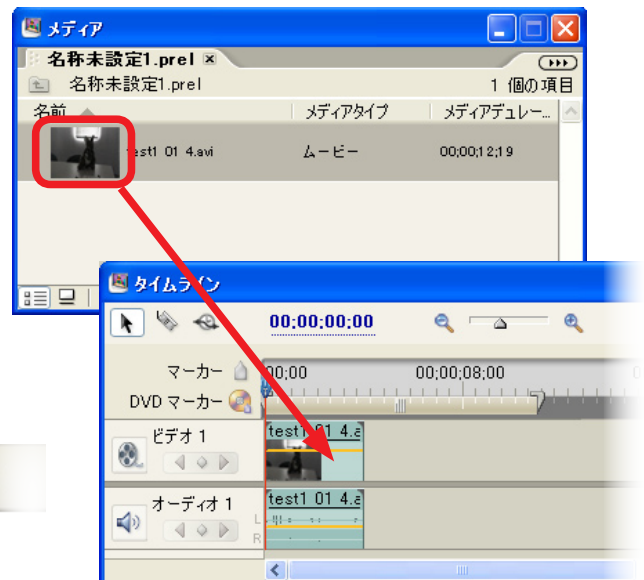 メディア
名称未設定1.prel
名称未設定1.prel 1 個の項目
名前 メディアタイプ メディアデュレー...
test1 01 4.avi ムービー 00;00;12;19
タイムライン
00;00;00;00
マーカー 00;00 00;00;08;00
DVD マーカー
ビデオ 1 test1 01 4.a
オーディオ 1 test1 01 4.a
L
R